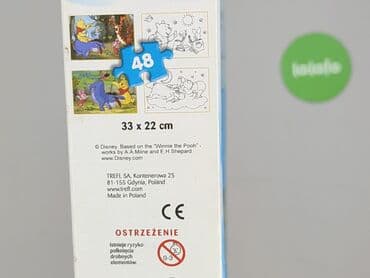 48
33 x 22 cm
© Disney. Based on the "Winnie the Pooh"
works by A.A.Milne and E.H.Shepard
www.Disney.com
TREFL SA, Kontenerowa 25
81-155 Gdynia, Poland
www.trefl.com
Made in Poland
CE
OSTRZEŻENIE
Istnieje ryzyko
połknięcia
drobnych
elementów
0-3